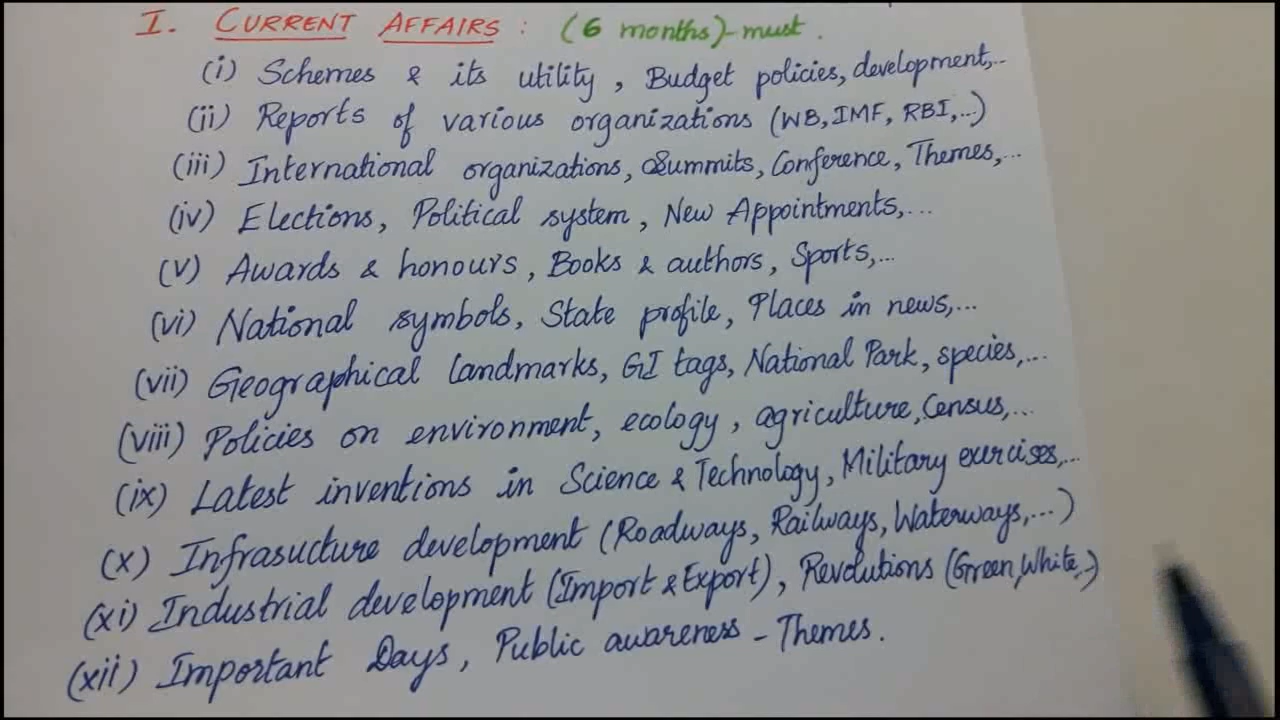 I. CURRENT AFFAIRS : (6 months)-must.
(i) Schemes & its utility, Budget policies, development,..
(ii) Reports of various organizations (WB, IMF, RBI,...)
(iii) International organizations, Summits, Conference, Themes,...
(iv) Elections, Political system, New Appointments,...
(v) Awards & honours, Books & authors, Sports,...
(vi) National symbols, State profile, Places in news,...
(vii) Geographical landmarks, GI tags, National Park, species,...
(viii) Policies on environment, ecology, agriculture, Census,...
(ix) Latest inventions in Science & Technology, Military exercises,...
(x) Infrasucture development (Roadways, Railways, Waterways,...)
(xi) Industrial development (Import & Export), Revolutions (Green, White..)
(xii) Important Days, Public awareness - Themes.